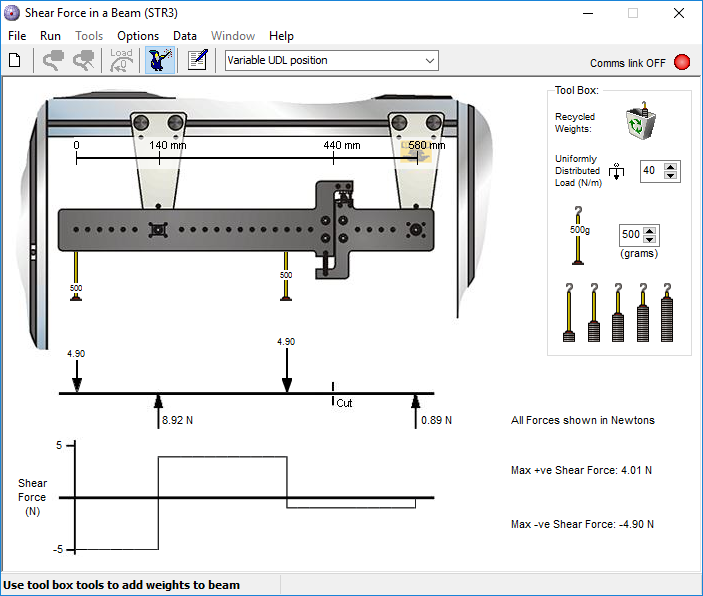 Shear Force in a Beam (STR3)
File Run Tools Options Data Window Help
Load
0
Variable UDL position
Comms link OFF
Tool Box:
Recycled
Weights:
Uniformly
Distributed
Load (N/m)
40
500g
500
(grams)
0 140 mm 440 mm 580 mm
500 500
4.90 4.90
Cut
8.92 N 0.89 N
All Forces shown in Newtons
5
Shear
Force
(N)
-5
Max +ve Shear Force: 4.01 N
Max -ve Shear Force: -4.90 N
Use tool box tools to add weights to beam